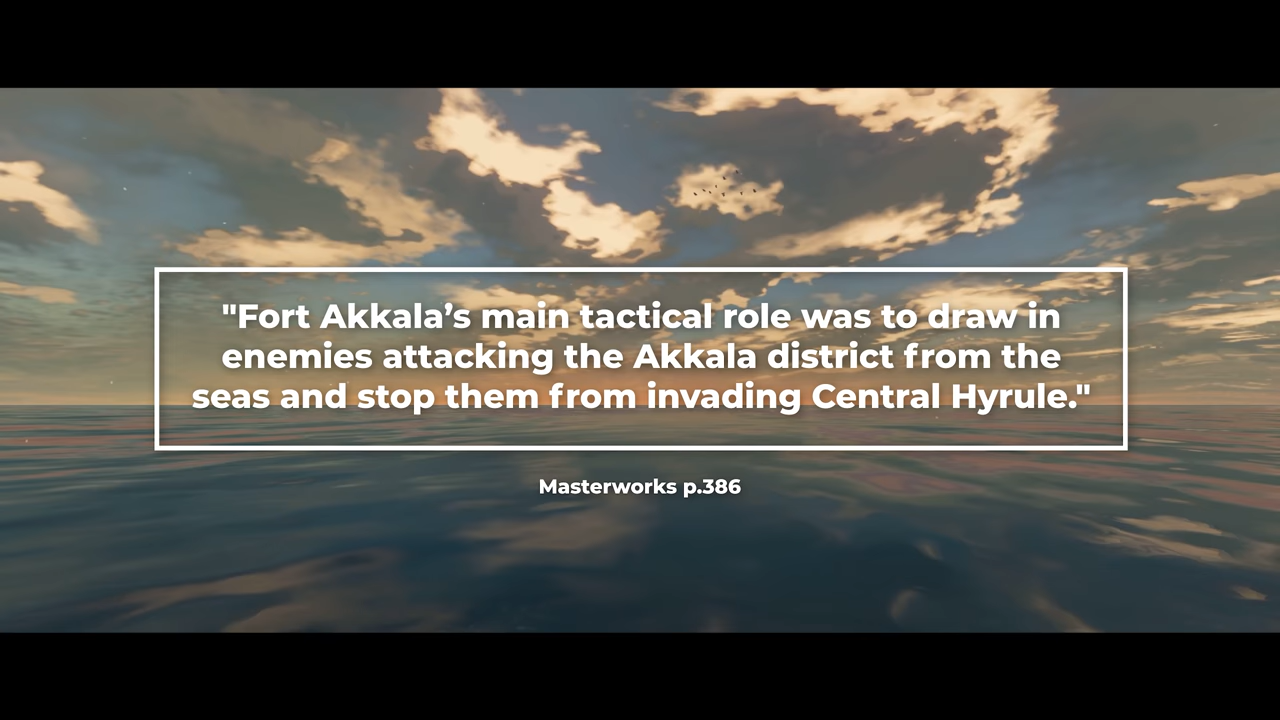 "Fort Akkala’s main tactical role was to draw in
enemies attacking the Akkala district from the
seas and stop them from invading Central Hyrule."
Masterworks p.386